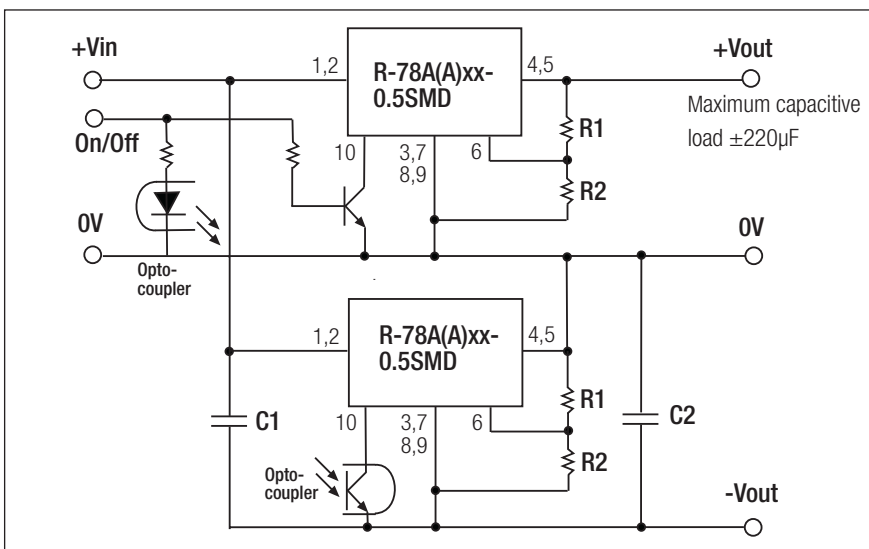 +Vin
1,2
R-78A(A)xx-
0.5SMD
4,5
+Vout
Maximum capacitive
load ±220µF
On/Off
10
3,7
8,9
6
R1
R2
0V
Opto-
coupler
0V
1,2
R-78A(A)xx-
0.5SMD
4,5
C1
10
3,7
8,9
6
R1
R2
C2
Opto-
coupler
-Vout